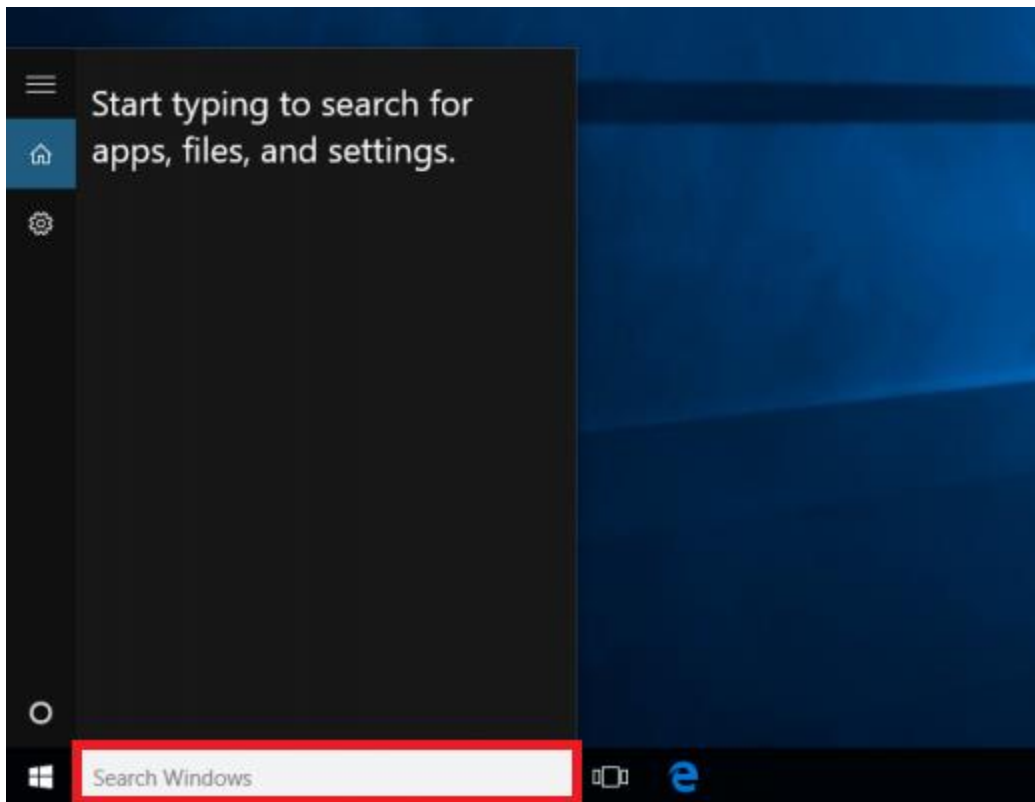 Start typing to search for
apps, files, and settings.
Search Windows